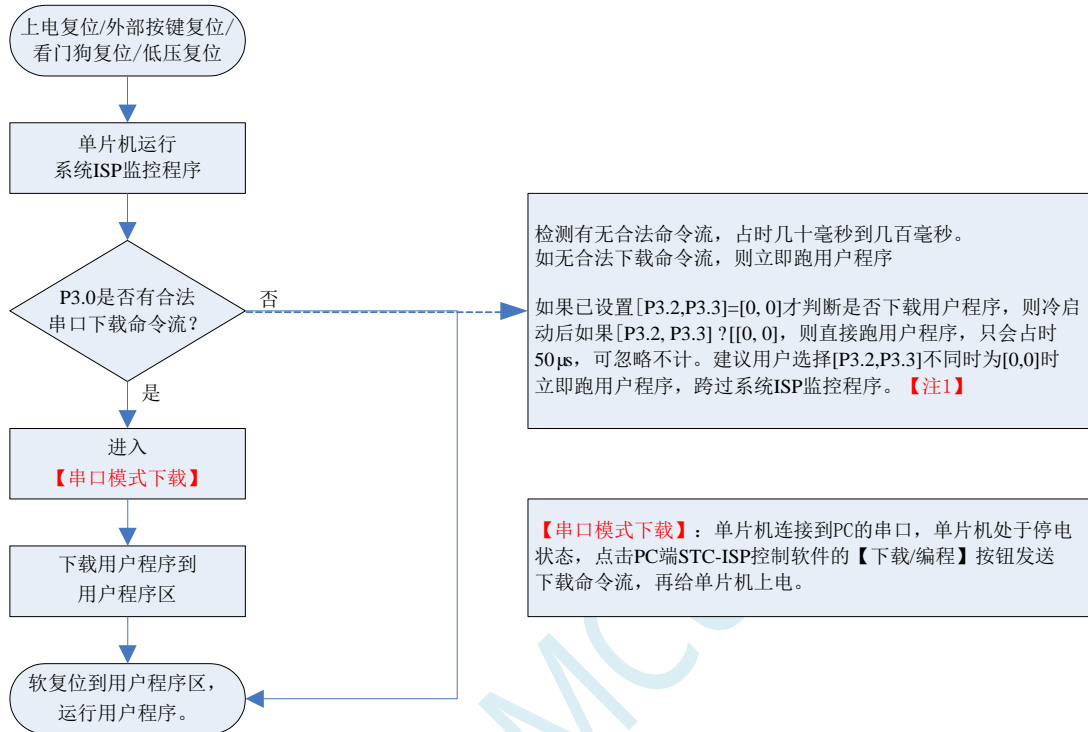 上电复位/外部按键复位/
看门狗复位/低压复位
单片机运行
系统ISP监控程序
P3.0是否有合法
串口下载命令流？
否
是
进入
【串口模式下载】
下载用户程序到
用户程序区
软复位到用户程序区，
运行用户程序。
检测有无合法命令流，占时几十毫秒到几百毫秒。
如无合法下载命令流，则立即跑用户程序
如果已设置[P3.2,P3.3]=[0, 0]才判断是否下载用户程序，则冷启
动后如果[P3.2, P3.3] ?[[0, 0]，则直接跑用户程序，只会占时
50μs，可忽略不计。建议用户选择[P3.2,P3.3]不同时为[0,0]时
立即跑用户程序，跨过系统ISP监控程序。【注1】
【串口模式下载】：单片机连接到PC的串口，单片机处于停电
状态，点击PC端STC-ISP控制软件的【下载/编程】按钮发送
下载命令流，再给单片机上电。
MC